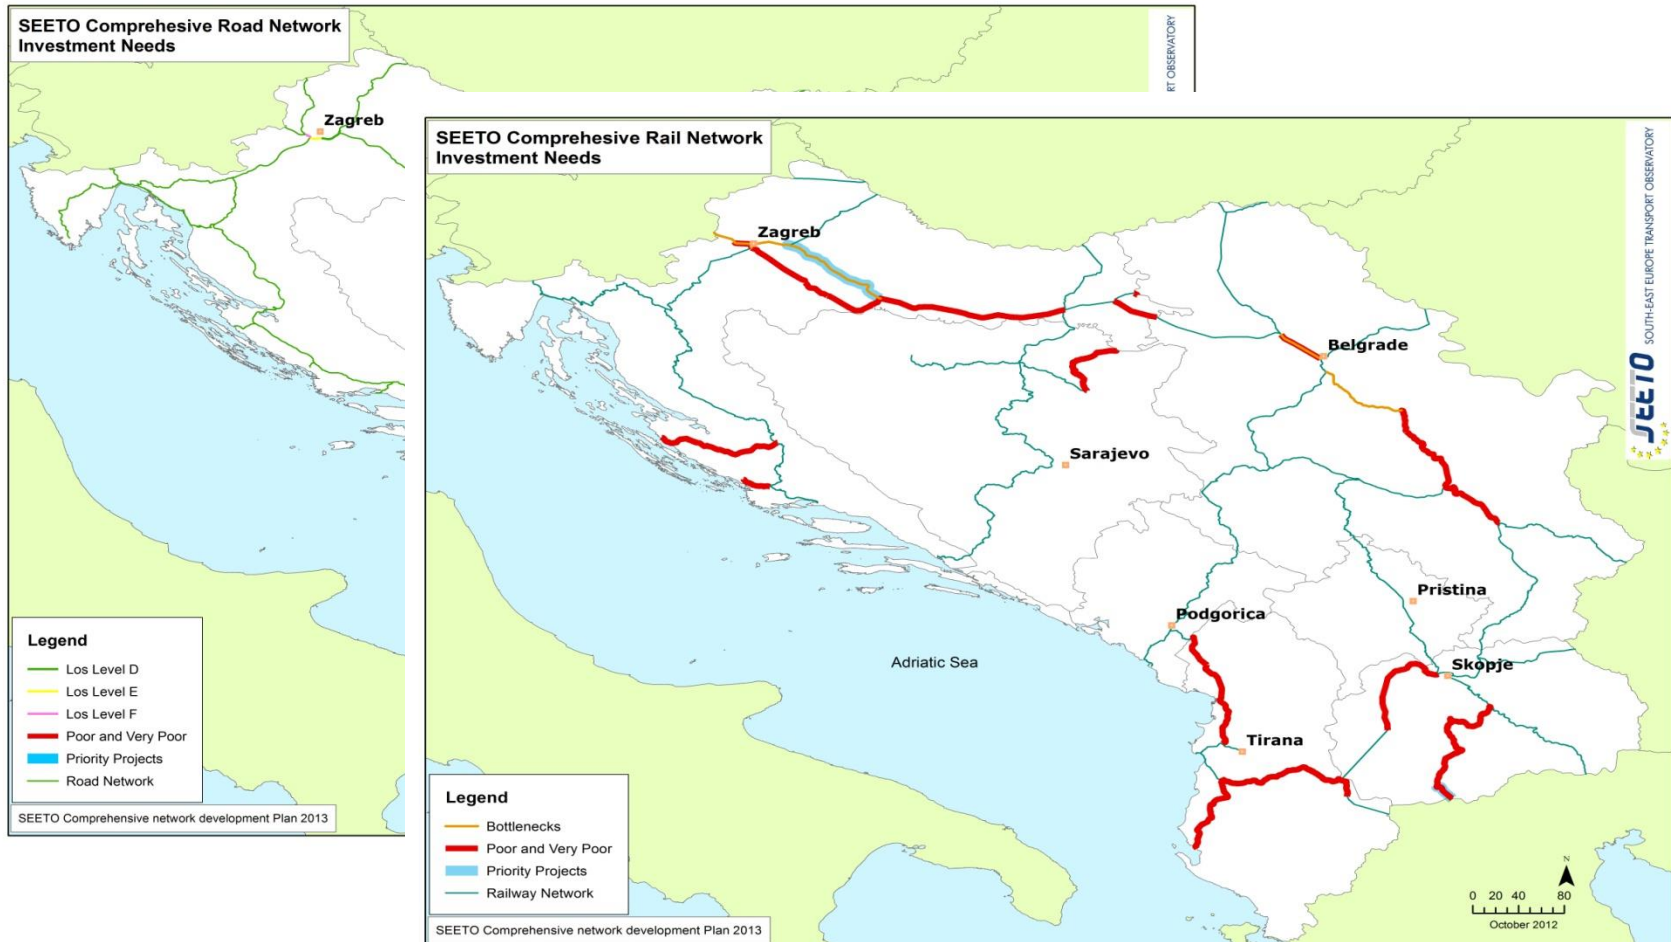 SEETO Comprehesive Road Network
Investment Needs
RT OBSERVATORY
Zagreb
Legend
Los Level D
Los Level E
Los Level F
Poor and Very Poor
Priority Projects
Road Network
SEETO Comprehensive network development Plan 2013
SEETO Comprehesive Rail Network
Investment Needs
SEETO SOUTH-EAST EUROPE TRANSPORT OBSERVATORY
Zagreb
Belgrade
Sarajevo
Pristina
Podgorica
Adriatic Sea
Skopje
Tirana
Legend
Bottlenecks
Poor and Very Poor
Priority Projects
Railway Network
SEETO Comprehensive network development Plan 2013
N
0 20 40 80
October 2012